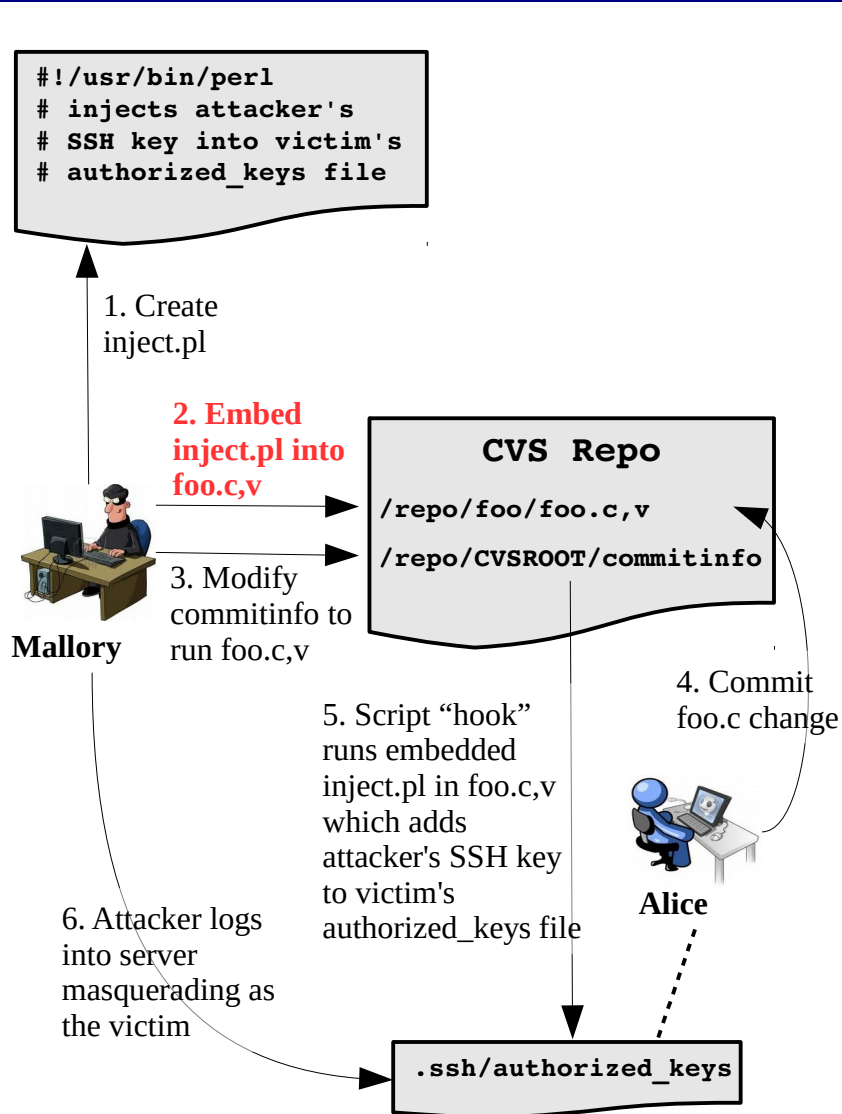 #!/usr/bin/perl
# injects attacker's
# SSH key into victim's
# authorized_keys file
1. Create
inject.pl
2. Embed
inject.pl into
foo.c,v
CVS Repo
/repo/foo/foo.c,v
/repo/CVSROOT/commitinfo
3. Modify
commitinfo to
run foo.c,v
Mallory
4. Commit
foo.c change
5. Script “hook”
runs embedded
inject.pl in foo.c,v
which adds
attacker's SSH key
to victim's
authorized_keys file
Alice
6. Attacker logs
into server
masquerading as
the victim
.ssh/authorized_keys